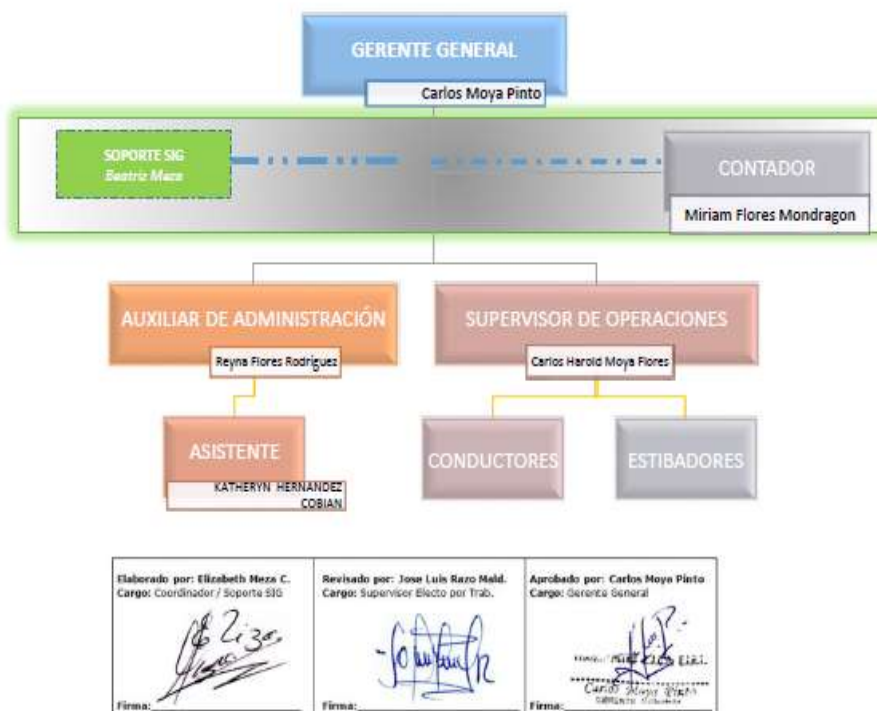 GERENTE GENERAL
Carlos Moya Pinto
SOPORTE SIG
Beatriz Meza
CONTADOR
Miriam Flores Mondragon
AUXILIAR DE ADMINISTRACIÓN
Reyna Flores Rodríguez
SUPERVISOR DE OPERACIONES
Carlos Harold Moya Flores
ASISTENTE
KATHERYN HERNANDEZ
COBIAN
CONDUCTORES
ESTIBADORES
Elaborado por: Elizabeth Meza C.
Cargo: Coordinador / Soporte SIG
Firma:
Revisado por: Jose Luis Razo Mald.
Cargo: Supervisor Electo por Trab.
Firma:
Aprobado por: Carlos Moya Pinto
Cargo: Gerente General
Carlos Moya Pinto
Firma: